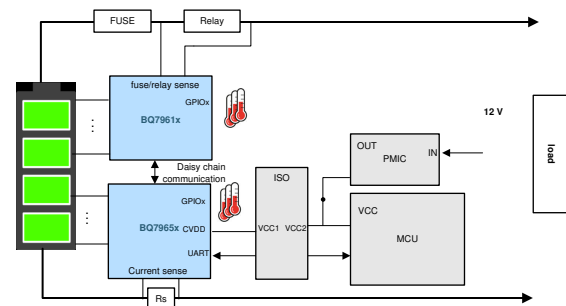 FUSE
Relay
fuse/relay sense
GPIOx
BQ7961x
12 V
load
OUT
PMIC
IN
Daisy chain
communication
ISO
GPIOx
VCC
BQ7965x
CVDD
VCC1
VCC2
MCU
UART
Current sense
Rs